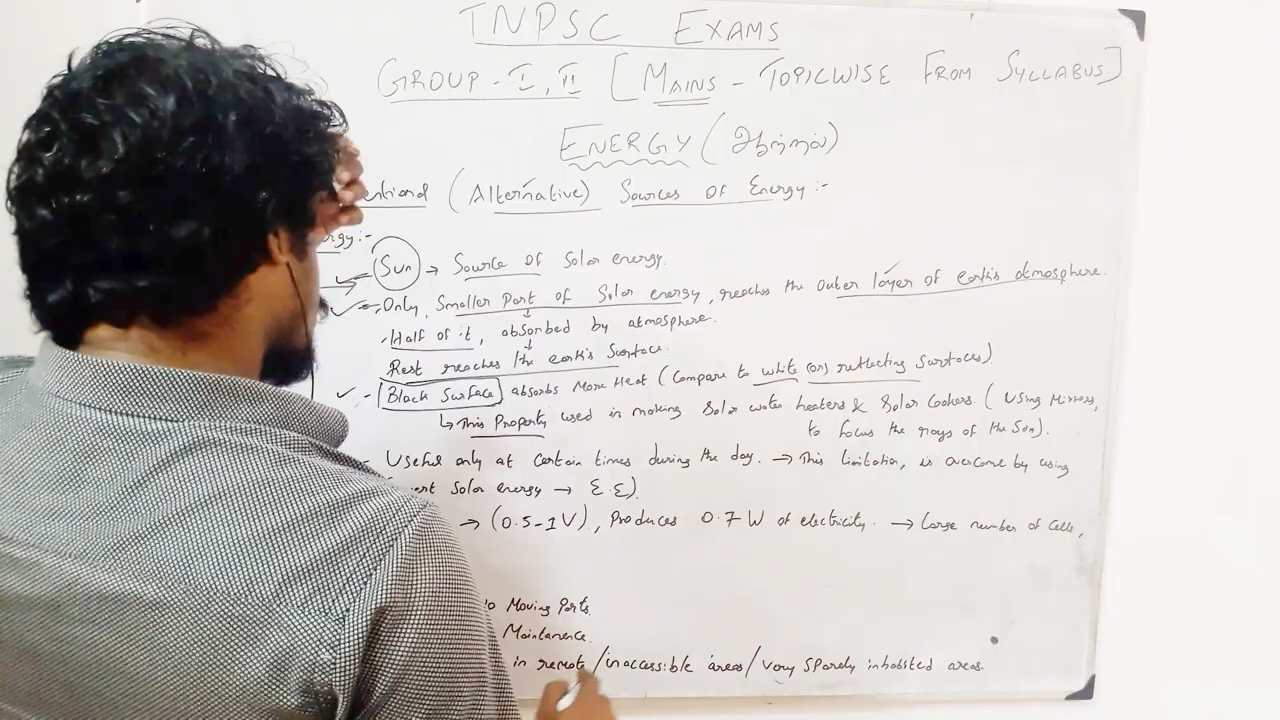 TNPSC EXAMS
GROUP - I, II [MAINS - TOPICWISE FROM SYLLABUS]
ENERGY (ஆற்றல்)
(Alternative) Sources Of Energy:-
Sun → Source Of Solar energy.
Only, Smaller Part of Solar energy, reaches the outer layer of earth's atmosphere.
Half of it, absorbed by atmosphere.
Rest reaches the earth's Surface.
Black Surface absorbs More Heat (Compare to white (or) reflecting Surfaces)
↳ This Property used in making Solar water heaters & Solar Cookers (Using Mirrors,
to focus the rays of the Sun).
Useful only at certain times during the day. → This limitation, is overcome by using
Solar energy → E.E).
→ (0.5-1V), Produces 0.7 W of electricity. → Large number of Cells,
Moving Parts.
Maintanence.
in remote/inaccessible areas/very Sparely inhabited areas.